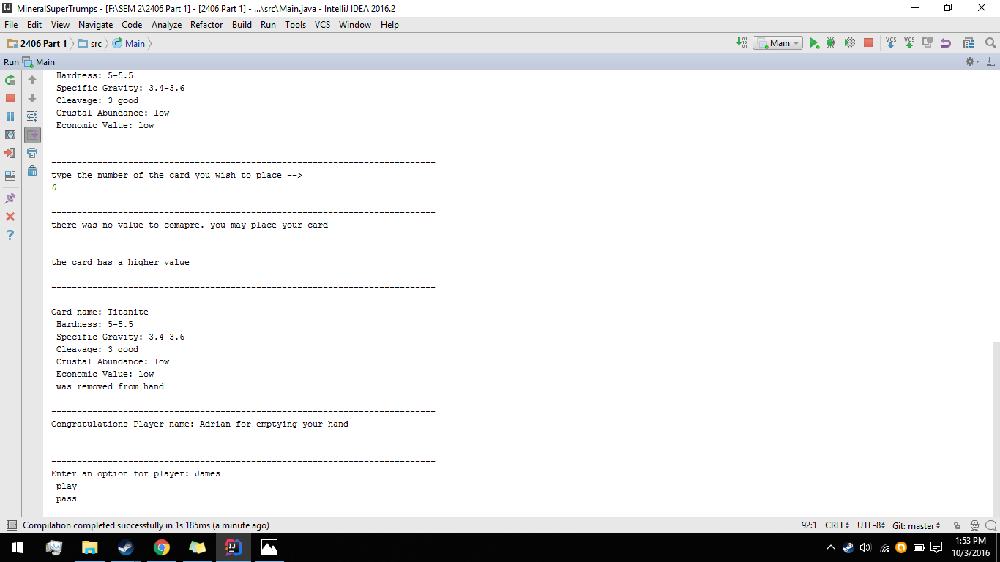 MineralSuperTrumps - [F:\SEM 2\2406 Part 1] - [2406 Part 1] - ...\src\Main.java - IntelliJ IDEA 2016.2
File Edit View Navigate Code Analyze Refactor Build Run Tools VCS Window Help
2406 Part 1 src Main Main VCS VCS
Run Main
Hardness: 5-5.5
Specific Gravity: 3.4-3.6
Cleavage: 3 good
Crustal Abundance: low
Economic Value: low
---------------------------------------------------------------------------
type the number of the card you wish to place -->
0
---------------------------------------------------------------------------
there was no value to comapre. you may place your card
---------------------------------------------------------------------------
the card has a higher value
---------------------------------------------------------------------------
Card name: Titanite
Hardness: 5-5.5
Specific Gravity: 3.4-3.6
Cleavage: 3 good
Crustal Abundance: low
Economic Value: low
was removed from hand
---------------------------------------------------------------------------
Congratulations Player name: Adrian for emptying your hand
---------------------------------------------------------------------------
Enter an option for player: James
play
pass
Compilation completed successfully in 1s 185ms (a minute ago) 92:1 CRLF UTF-8 Git: master
1:53 PM
10/3/2016